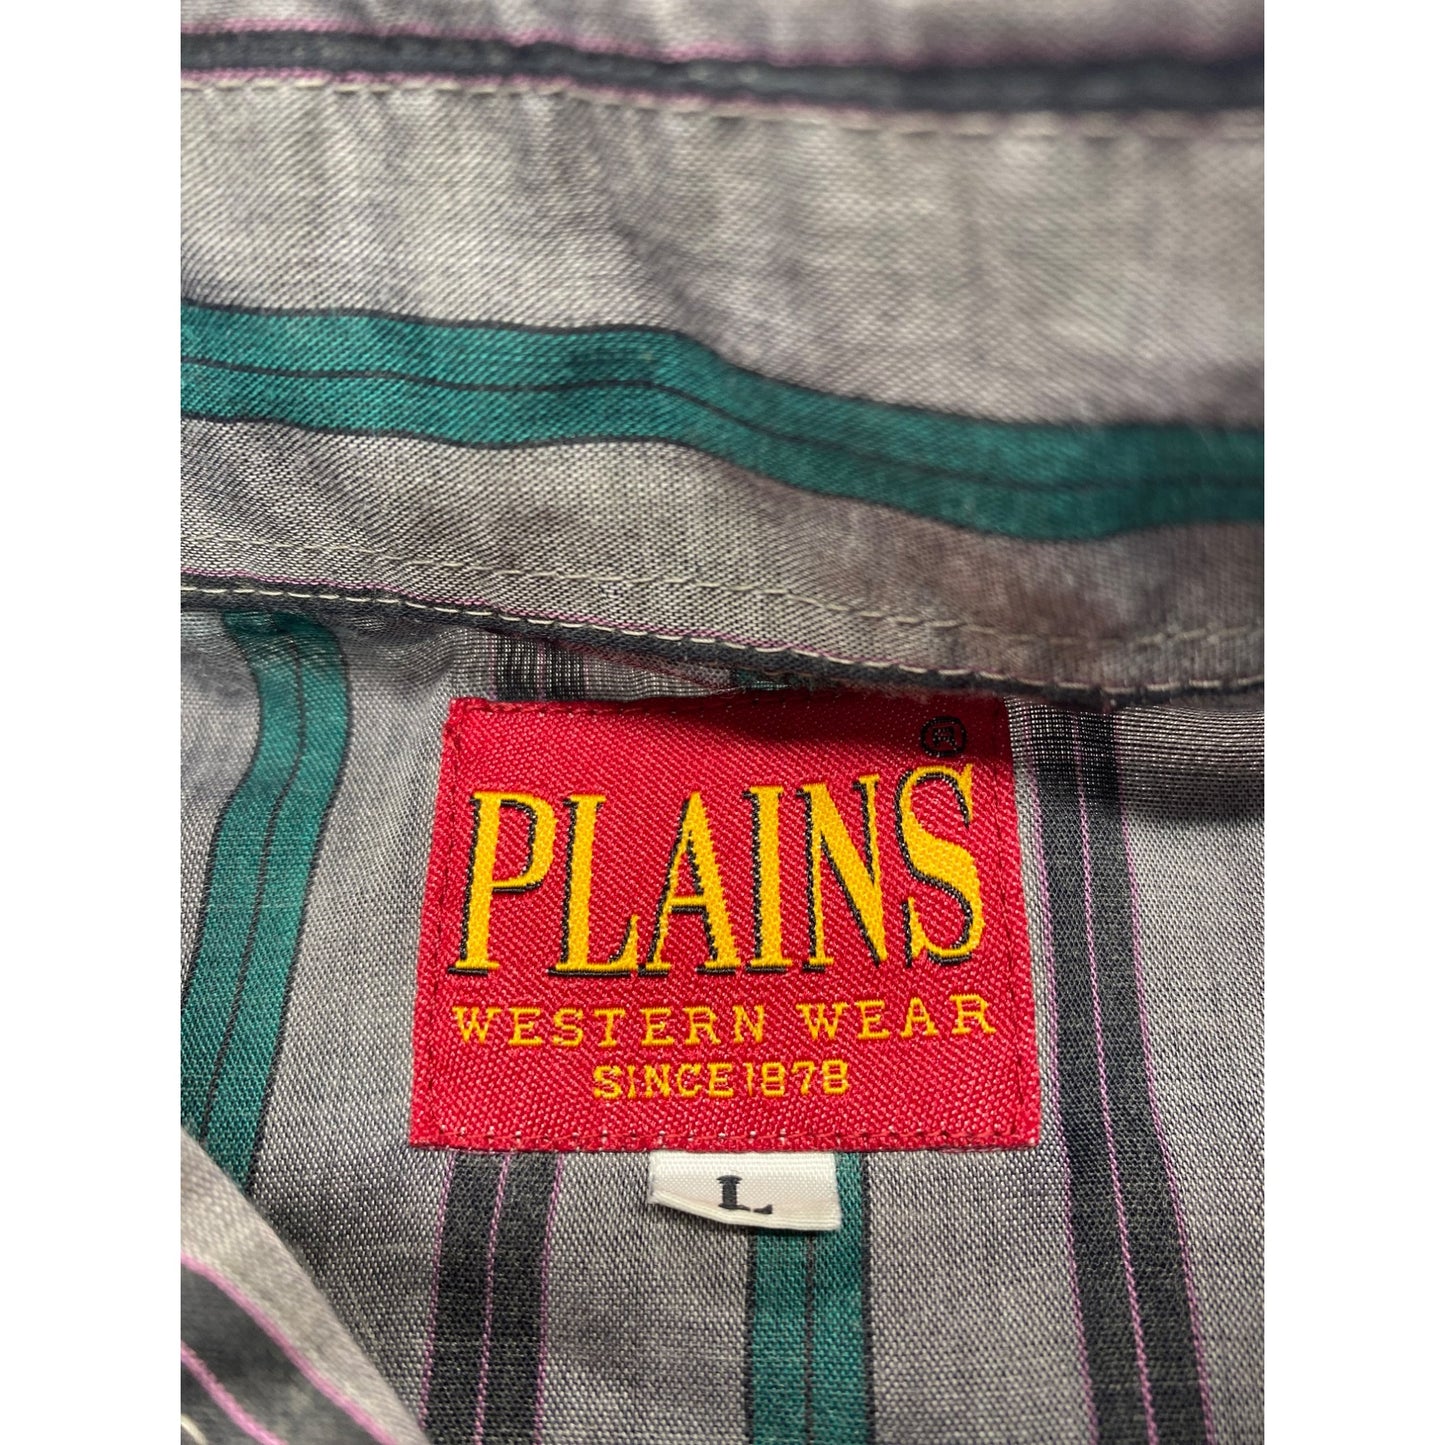 ®
PLAINS
WESTERN WEAR
SINCE 1878
L